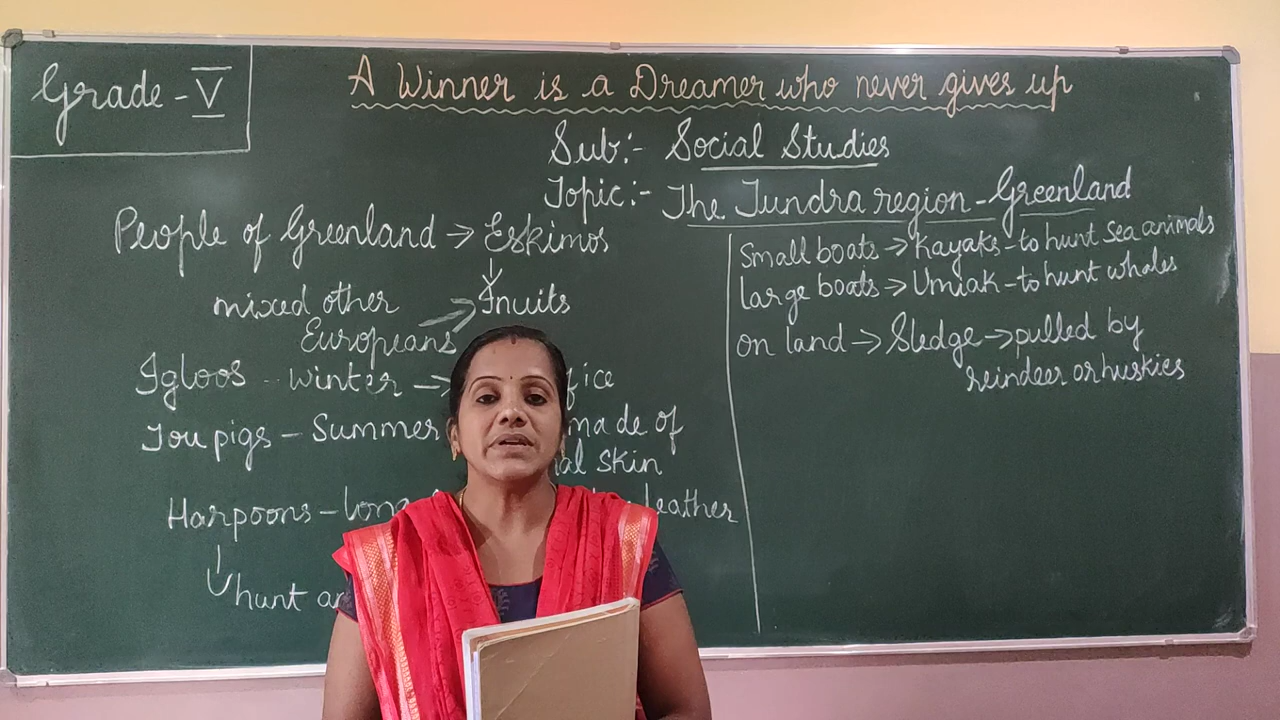 Grade - V
A Winner is a Dreamer who never gives up
Sub:- Social Studies
Topic:- The Tundra region - Greenland
People of Greenland → Eskimos
↓
mixed other → Inuits
Europeans
Igloos - winter → ice
Toupigs - Summer made of
skin
Harpoons - long leather
↓
hunt
Small boats → Kayaks - to hunt sea animals
large boats → Umiak - to hunt whales
on land → Sledge → pulled by
reindeer or huskies